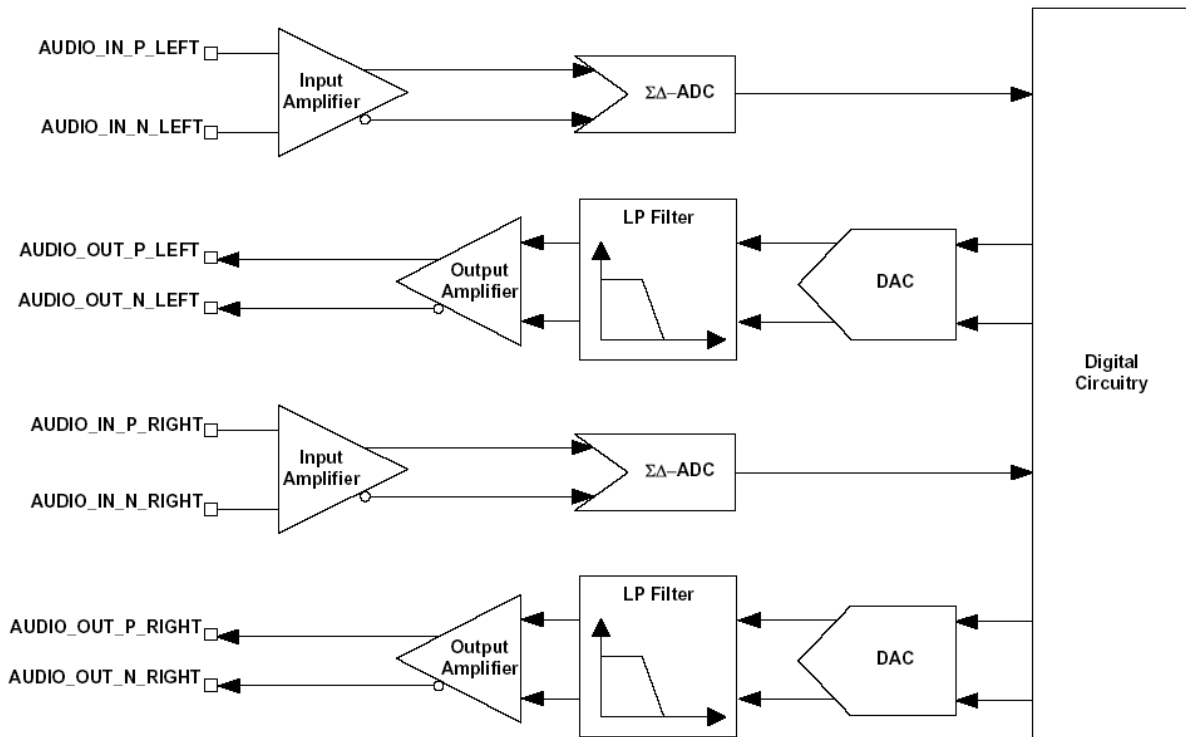 AUDIO_IN_P_LEFT
Input
Amplifier
ΣΔ–ADC
AUDIO_IN_N_LEFT
LP Filter
AUDIO_OUT_P_LEFT
Output
Amplifier
DAC
AUDIO_OUT_N_LEFT
Digital
Circuitry
AUDIO_IN_P_RIGHT
Input
Amplifier
ΣΔ–ADC
AUDIO_IN_N_RIGHT
LP Filter
AUDIO_OUT_P_RIGHT
Output
Amplifier
DAC
AUDIO_OUT_N_RIGHT